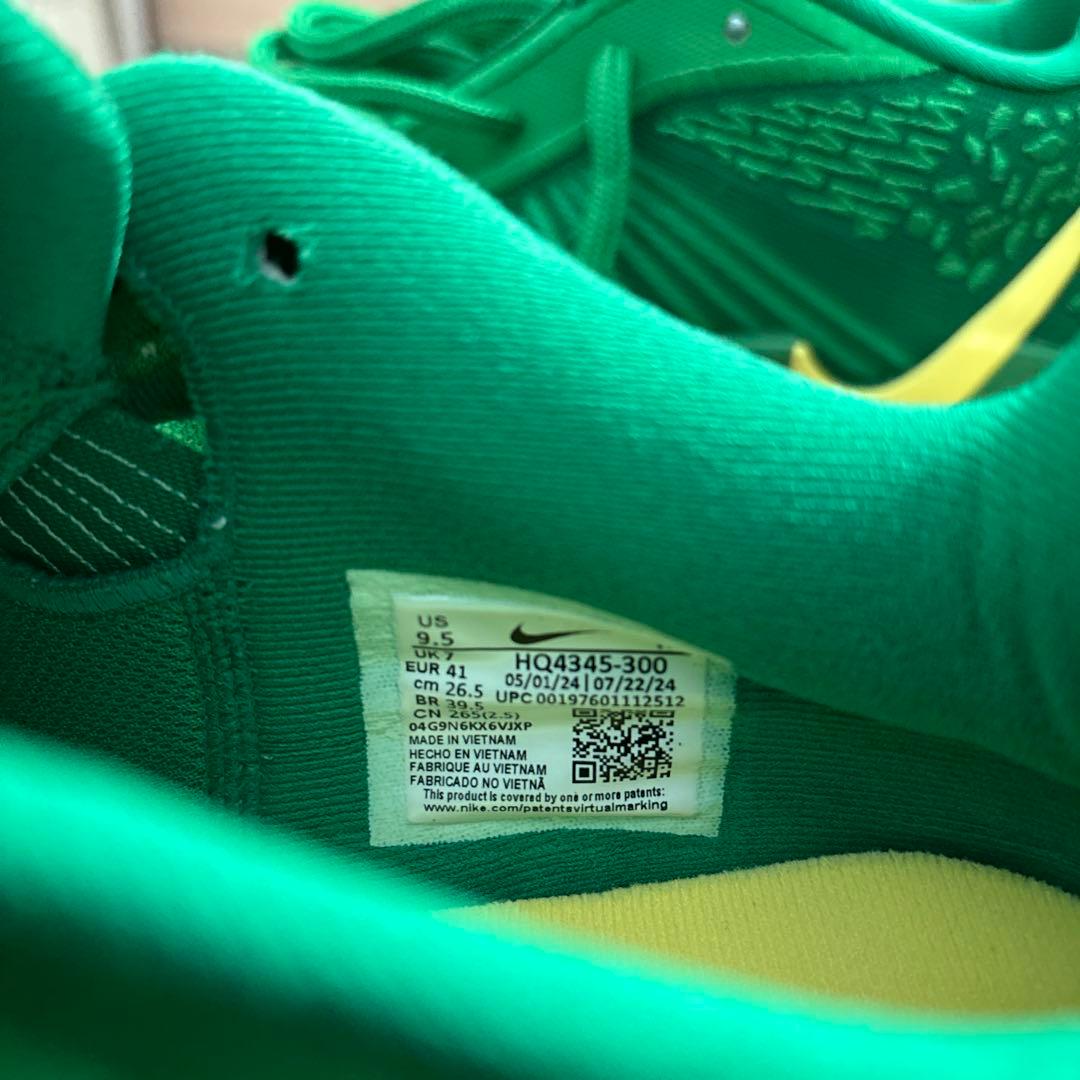 US
9.5
UK 7
EUR 41
cm 26.5
BR 39.5
CN 265(2.5)
HQ4345-300
05/01/24 | 07/22/24
UPC 00197601112512
04G9N6KX6VJXP
MADE IN VIETNAM
HECHO EN VIETNAM
FABRIQUE AU VIETNAM
FABRICADO NO VIETNÃ
This product is covered by one or more patents:
www.nike.com/patentsvirtualmarking